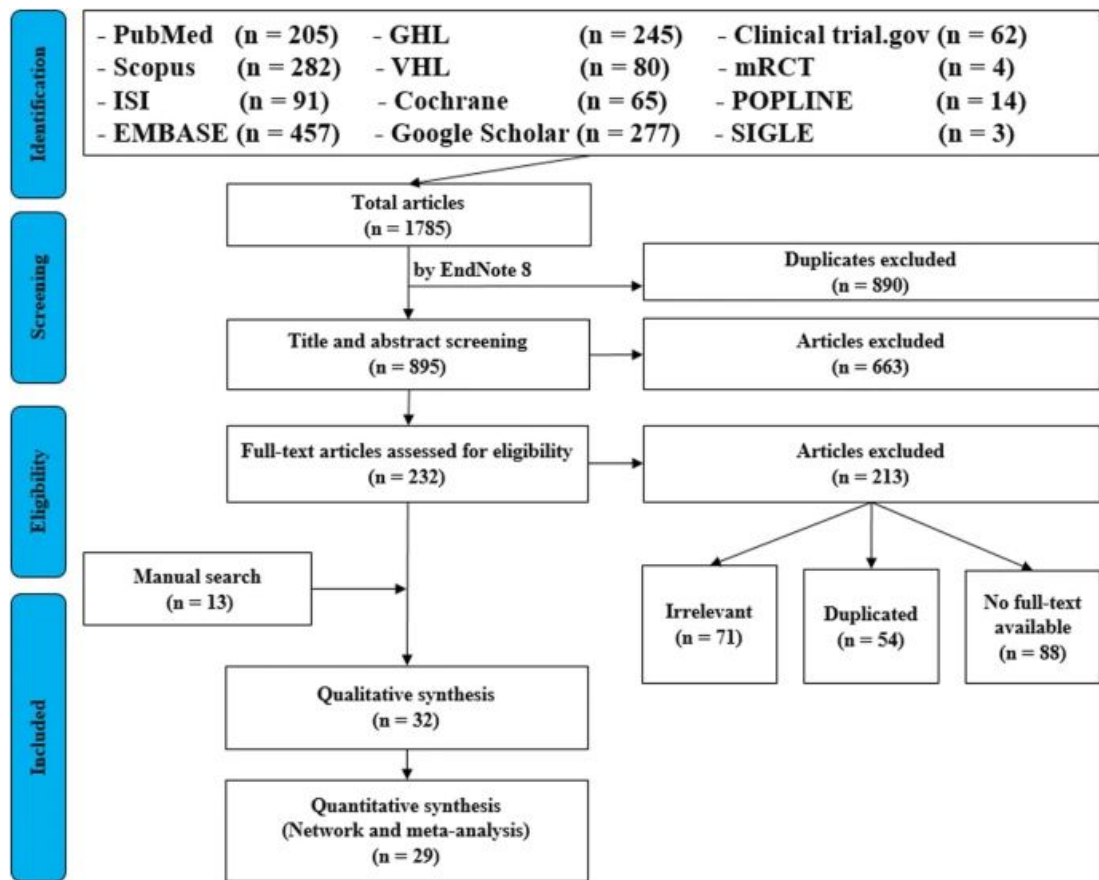 Identification
- PubMed (n = 205) - GHL (n = 245) - Clinical trial.gov (n = 62)
- Scopus (n = 282) - VHL (n = 80) - mRCT (n = 4)
- ISI (n = 91) - Cochrane (n = 65) - POPLINE (n = 14)
- EMBASE (n = 457) - Google Scholar (n = 277) - SIGLE (n = 3)
Total articles
(n = 1785)
Screening
by EndNote 8
Duplicates excluded
(n = 890)
Title and abstract screening
(n = 895)
Articles excluded
(n = 663)
Eligibility
Full-text articles assessed for eligibility
(n = 232)
Articles excluded
(n = 213)
Manual search
(n = 13)
Irrelevant
(n = 71)
Duplicated
(n = 54)
No full-text
available
(n = 88)
Included
Qualitative synthesis
(n = 32)
Quantitative synthesis
(Network and meta-analysis)
(n = 29)